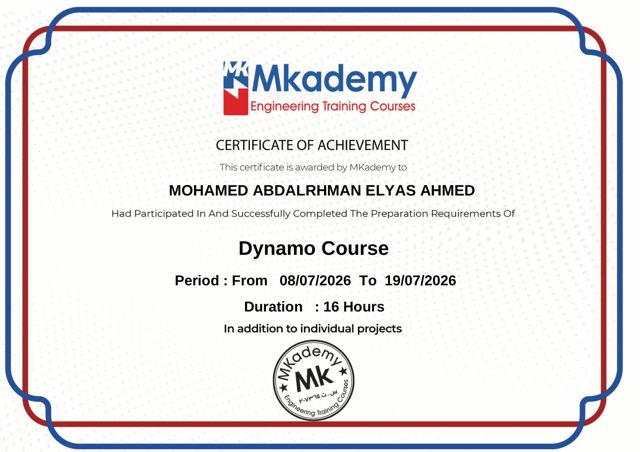 MK Mkademy
Engineering Training Courses
CERTIFICATE OF ACHIEVEMENT
This certificate is awarded by MKademy to
MOHAMED ABDALRHMAN ELYAS AHMED
Had Participated In And Successfully Completed The Preparation Requirements Of
Dynamo Course
Period : From 08/07/2026 To 19/07/2026
Duration : 16 Hours
In addition to individual projects
MKademy
Mk
Engineering Training Courses